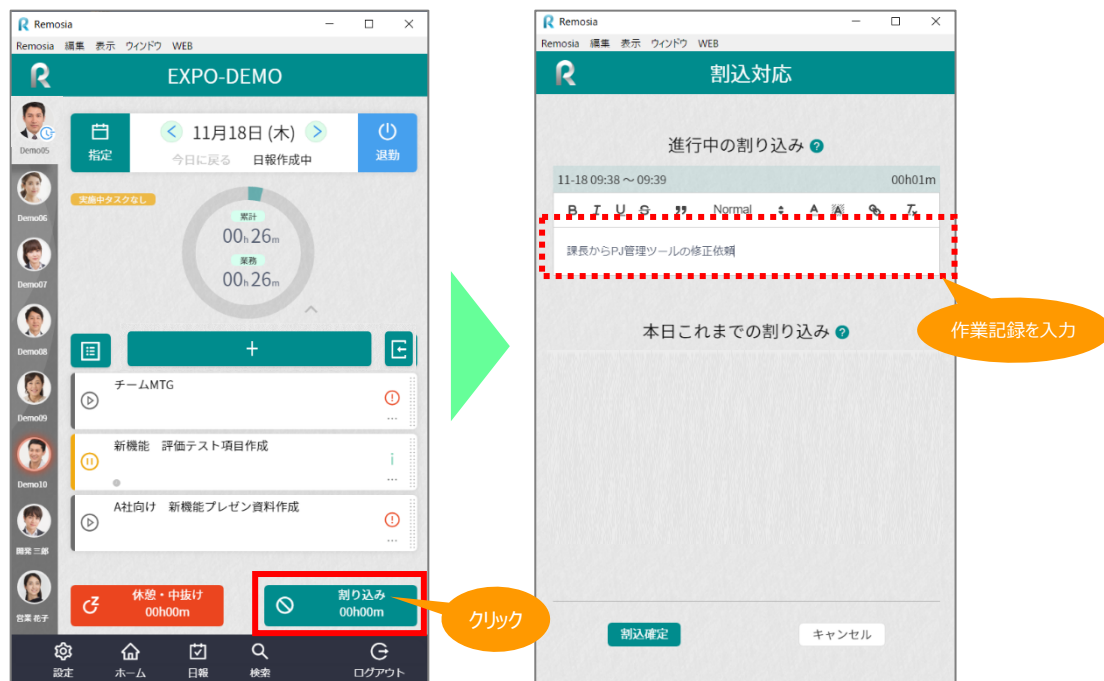 Remosia
Remosia 編集 表示 ウィンドウ WEB
EXPO-DEMO
Demo05
Demo06
Demo07
Demo08
Demo09
Demo10
開発 三郎
営業 花子
指定
11月18日 (木)
今日に戻る 日報作成中
退勤
実施中タスクなし
累計
00h 26m
業務
00h 26m
+
チームMTG
...
新機能 評価テスト項目作成
...
A社向け 新機能プレゼン資料作成
...
休憩・中抜け
00h00m
割り込み
00h00m
クリック
設定 ホーム 日報 検索 ログアウト
Remosia
Remosia 編集 表示 ウィンドウ WEB
割込対応
進行中の割り込み ?
11-18 09:38 ～ 09:39 00h01m
B I U S Normal A A Tx
課長からPJ管理ツールの修正依頼
作業記録を入力
本日これまでの割り込み ?
割込確定 キャンセル